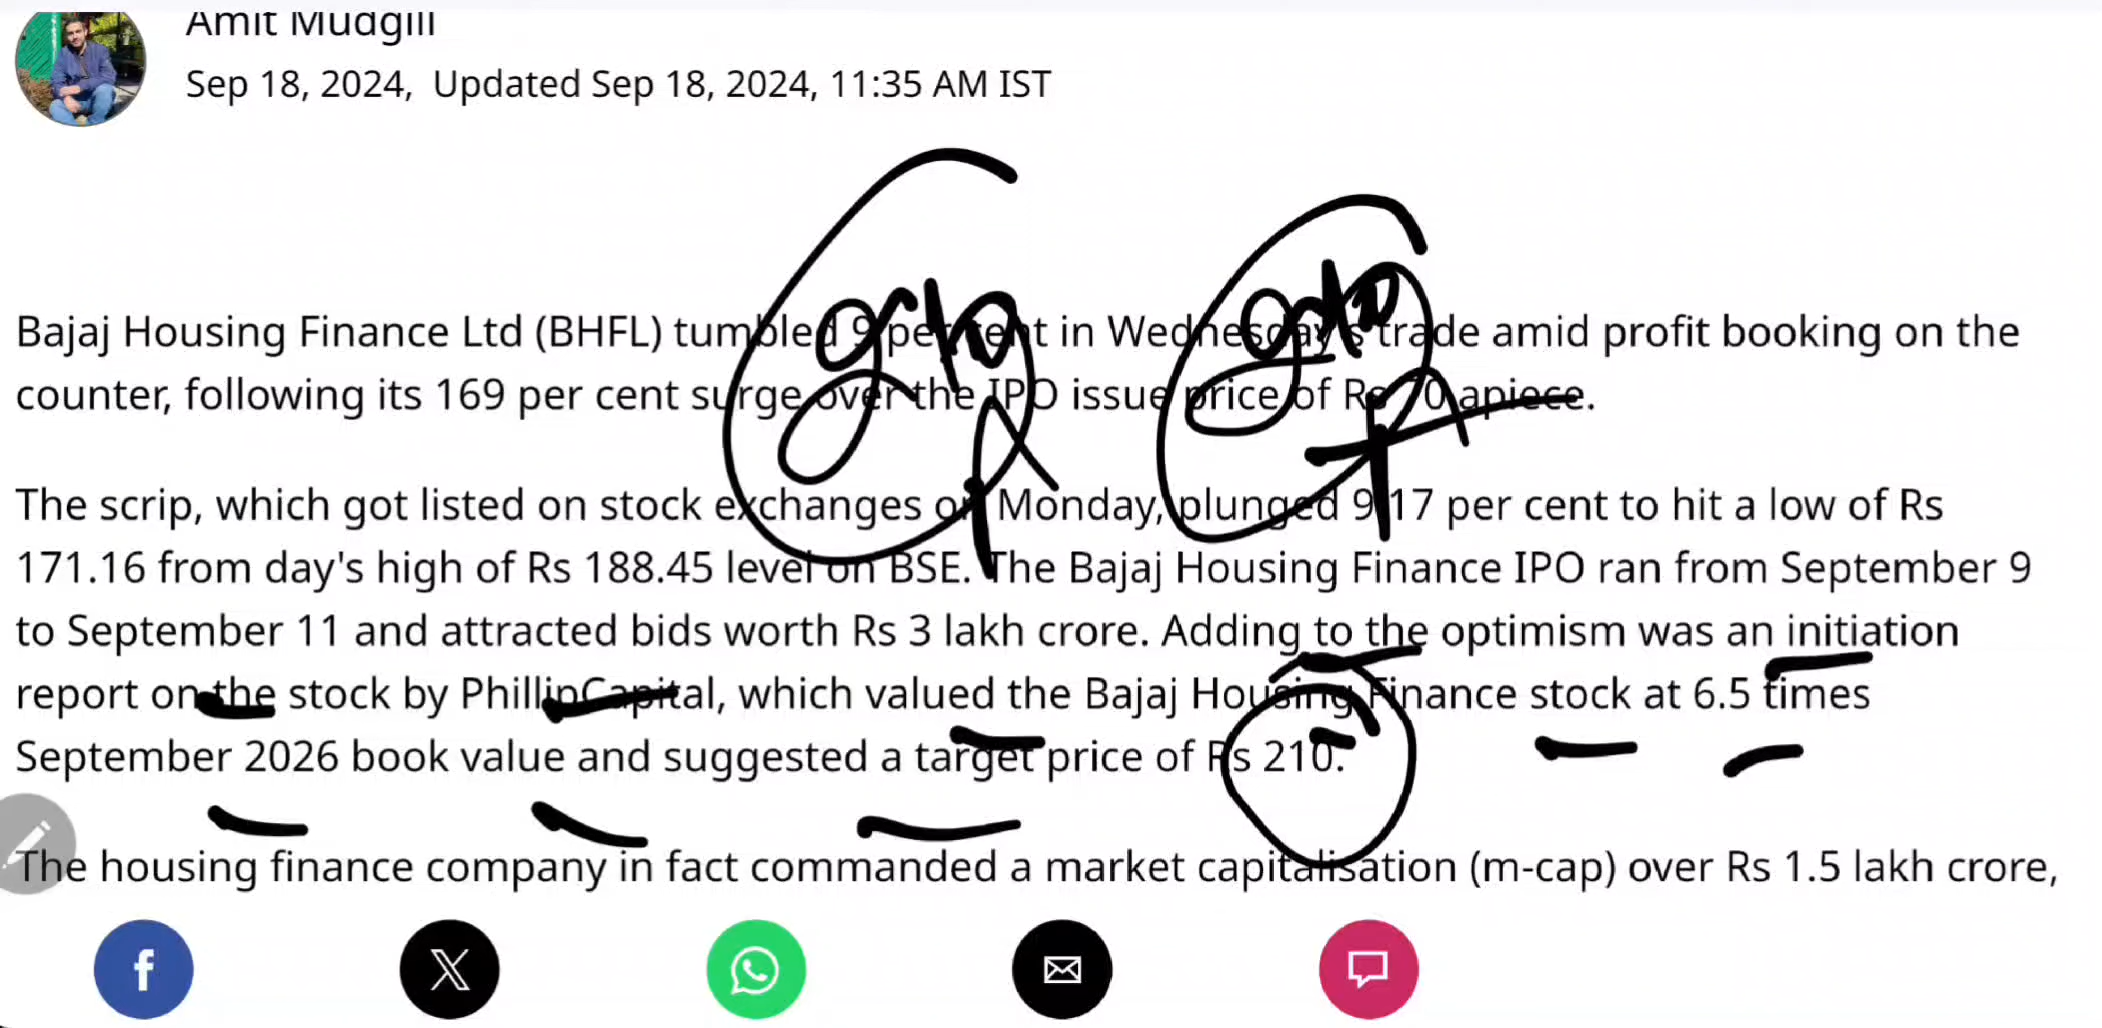 Amit Mudgill
Sep 18, 2024, Updated Sep 18, 2024, 11:35 AM IST
Bajaj Housing Finance Ltd (BHFL) tumbled 9 per cent in Wednesday's trade amid profit booking on the
counter, following its 169 per cent surge over the IPO issue price of Rs 70 apiece.
The scrip, which got listed on stock exchanges on Monday, plunged 9.17 per cent to hit a low of Rs
171.16 from day's high of Rs 188.45 level on BSE. The Bajaj Housing Finance IPO ran from September 9
to September 11 and attracted bids worth Rs 3 lakh crore. Adding to the optimism was an initiation
report on the stock by PhillipCapital, which valued the Bajaj Housing Finance stock at 6.5 times
September 2026 book value and suggested a target price of Rs 210.
The housing finance company in fact commanded a market capitalisation (m-cap) over Rs 1.5 lakh crore,